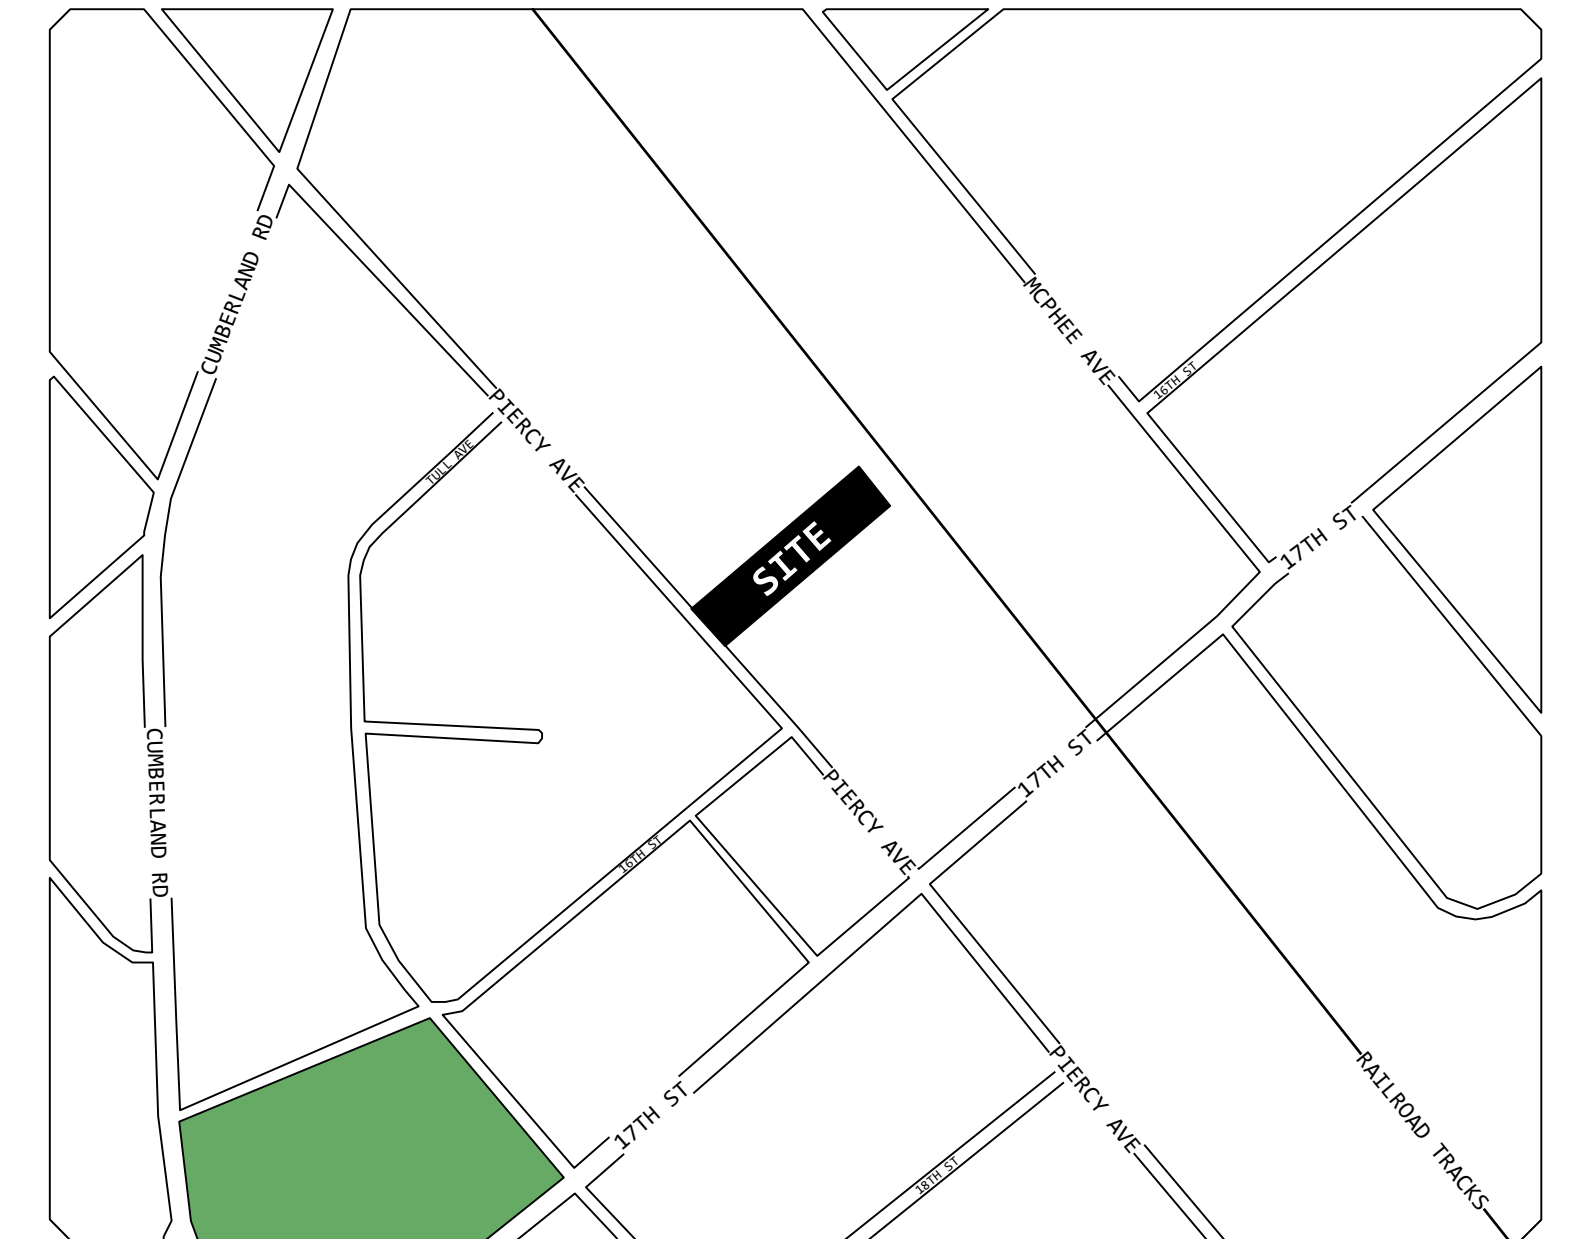 CUMBERLAND RD
MCPHEE AVE
16TH ST
PIERCY AVE
TULL AVE
17TH ST
SITE
17TH ST
CUMBERLAND RD
PIERCY AVE
16TH ST
17TH ST
PIERCY AVE
18TH ST
RAILROAD TRACKS